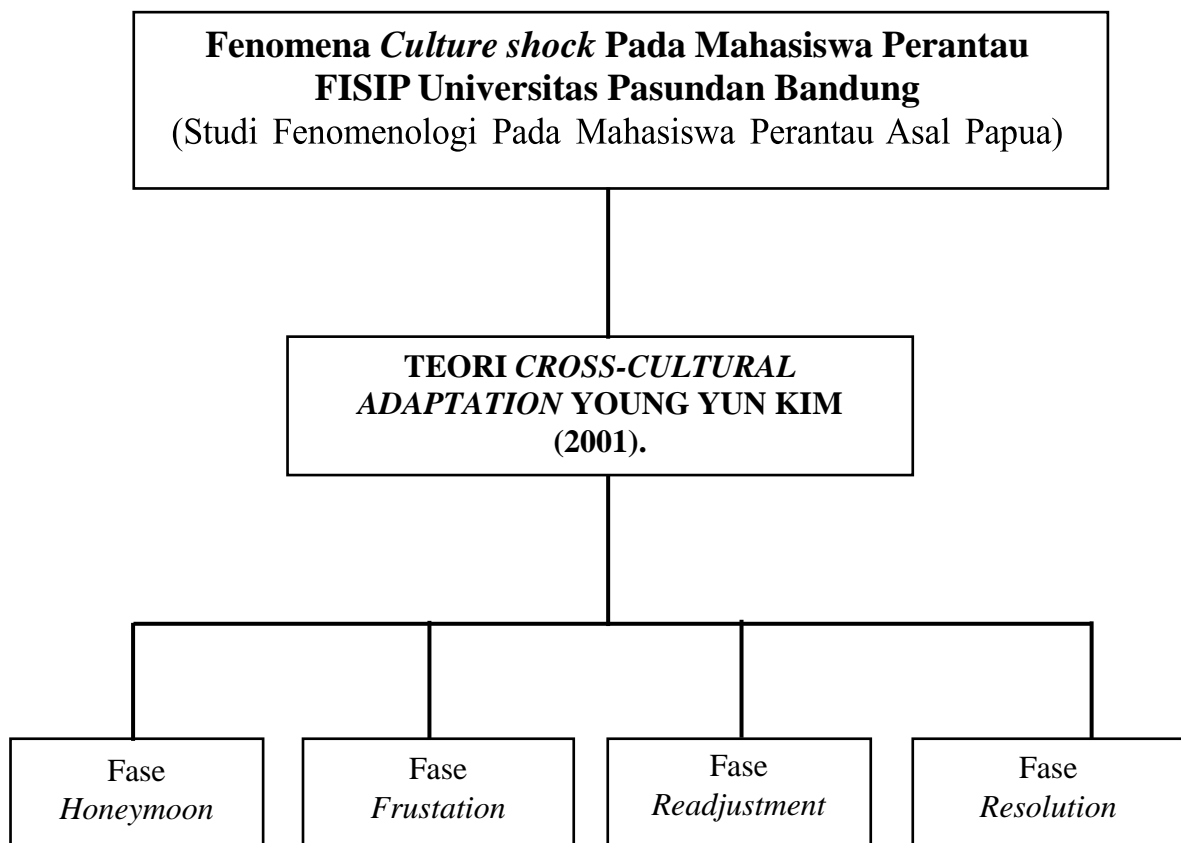 Fenomena Culture shock Pada Mahasiswa Perantau
FISIP Universitas Pasundan Bandung
(Studi Fenomenologi Pada Mahasiswa Perantau Asal Papua)
TEORI CROSS-CULTURAL
ADAPTATION YOUNG YUN KIM
(2001).
Fase
Honeymoon
Fase
Frustation
Fase
Readjustment
Fase
Resolution